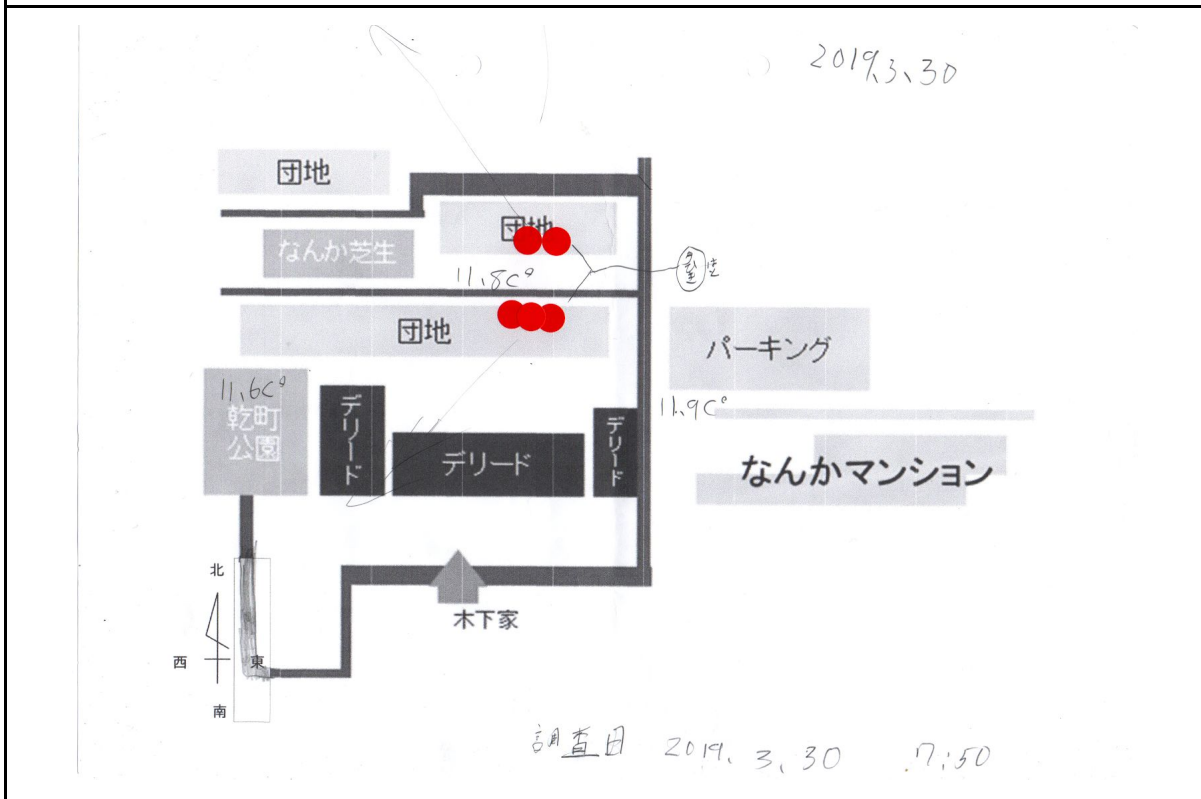 2019.3.30
団地
団地
なんか芝生
11.8C°
団地
パーキング
11.6C°
乾町
公園
デリード
デリード
デリード
11.9C°
なんかマンション
北
西
東
南
木下家
調査日 2019. 3. 30 7:50